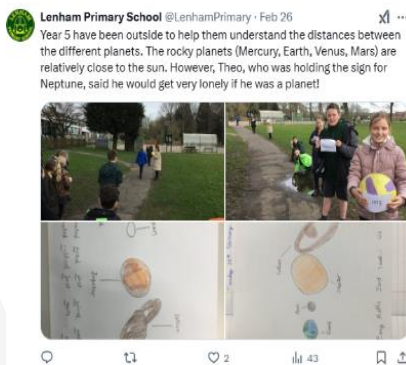 Lenham Primary School @LenhamPrimary · Feb 26
Year 5 have been outside to help them understand the distances between
the different planets. The rocky planets (Mercury, Earth, Venus, Mars) are
relatively close to the sun. However, Theo, who was holding the sign for
Neptune, said he would get very lonely if he was a planet!
Jupiter
Saturn
2
43